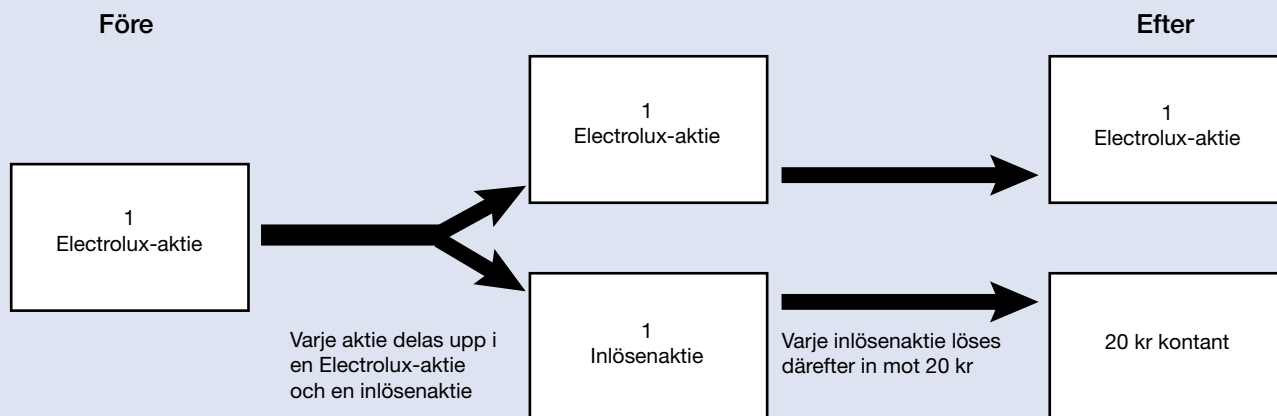 Före
Efter
1
Electrolux-aktie
1
Electrolux-aktie
1
Electrolux-aktie
Varje aktie delas upp i
en Electrolux-aktie
och en inlösenaktie
1
Inlösenaktie
Varje inlösenaktie löses
därefter in mot 20 kr
20 kr kontant